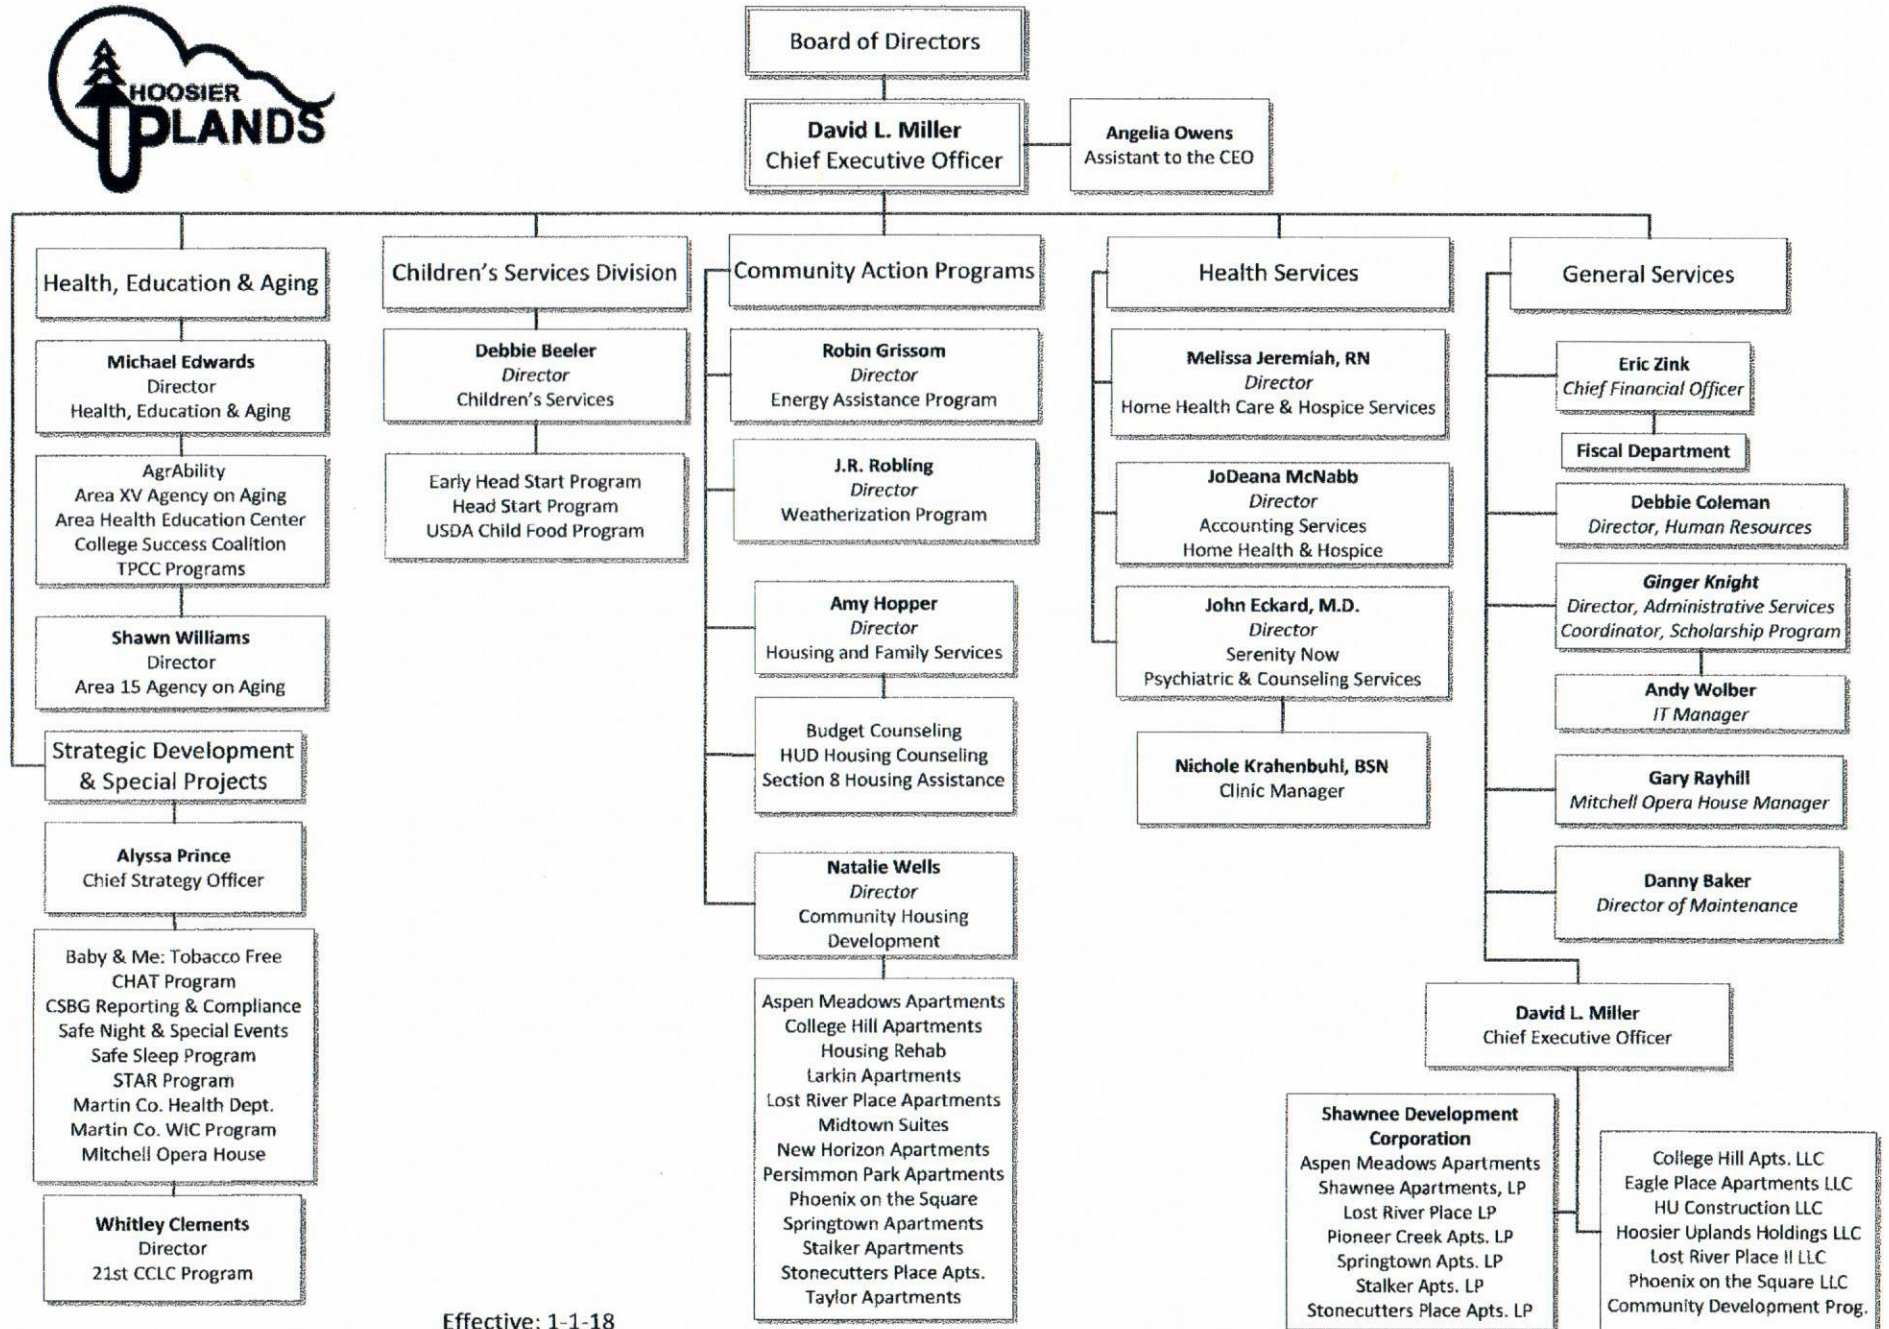 HOOSIER
UPLANDS
Board of Directors
David L. Miller
Chief Executive Officer
Angelia Owens
Assistant to the CEO
Health, Education & Aging
Michael Edwards
Director
Health, Education & Aging
AgrAbility
Area XV Agency on Aging
Area Health Education Center
College Success Coalition
TPCC Programs
Shawn Williams
Director
Area 15 Agency on Aging
Strategic Development
& Special Projects
Alyssa Prince
Chief Strategy Officer
Baby & Me: Tobacco Free
CHAT Program
CSBG Reporting & Compliance
Safe Night & Special Events
Safe Sleep Program
STAR Program
Martin Co. Health Dept.
Martin Co. WIC Program
Mitchell Opera House
Whitley Clements
Director
21st CCLC Program
Children's Services Division
Debbie Beeler
Director
Children's Services
Early Head Start Program
Head Start Program
USDA Child Food Program
Community Action Programs
Robin Grissom
Director
Energy Assistance Program
J.R. Robling
Director
Weatherization Program
Amy Hopper
Director
Housing and Family Services
Budget Counseling
HUD Housing Counseling
Section 8 Housing Assistance
Natalie Wells
Director
Community Housing
Development
Aspen Meadows Apartments
College Hill Apartments
Housing Rehab
Larkin Apartments
Lost River Place Apartments
Midtown Suites
New Horizon Apartments
Persimmon Park Apartments
Phoenix on the Square
Springtown Apartments
Stalker Apartments
Stonecutters Place Apts.
Taylor Apartments
Health Services
Melissa Jeremiah, RN
Director
Home Health Care & Hospice Services
JoDeana McNabb
Director
Accounting Services
Home Health & Hospice
John Eckard, M.D.
Director
Serenity Now
Psychiatric & Counseling Services
Nichole Krahenbuhl, BSN
Clinic Manager
General Services
Eric Zink
Chief Financial Officer
Fiscal Department
Debbie Coleman
Director, Human Resources
Ginger Knight
Director, Administrative Services
Coordinator, Scholarship Program
Andy Wolber
IT Manager
Gary Rayhill
Mitchell Opera House Manager
Danny Baker
Director of Maintenance
David L. Miller
Chief Executive Officer
Shawnee Development
Corporation
Aspen Meadows Apartments
Shawnee Apartments, LP
Lost River Place LP
Pioneer Creek Apts. LP
Springtown Apts. LP
Stalker Apts. LP
Stonecutters Place Apts. LP
College Hill Apts. LLC
Eagle Place Apartments LLC
HU Construction LLC
Hoosier Uplands Holdings LLC
Lost River Place II LLC
Phoenix on the Square LLC
Community Development Prog.
Effective: 1-1-18